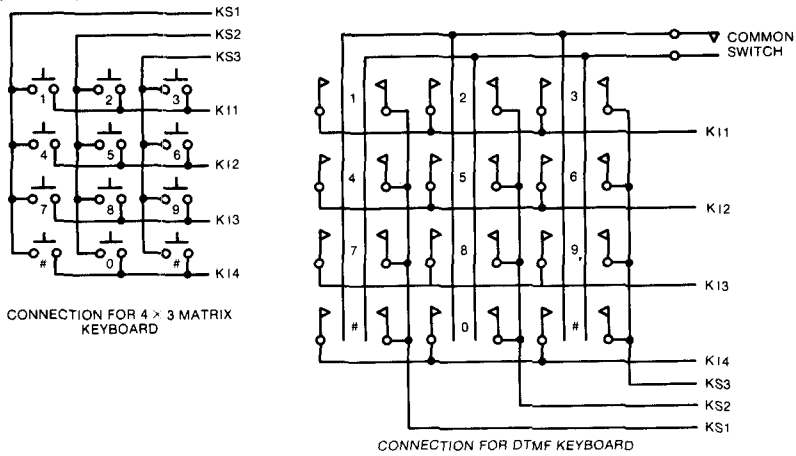 KS1
KS2
KS3
1 2 3
KI1
4 5 6
KI2
7 8 9
KI3
# 0 #
KI4
CONNECTION FOR 4 × 3 MATRIX
KEYBOARD
COMMON
SWITCH
1 2 3
KI1
4 5 6
KI2
7 8 9
KI3
# 0 #
KI4
KS3
KS2
KS1
CONNECTION FOR DTMF KEYBOARD